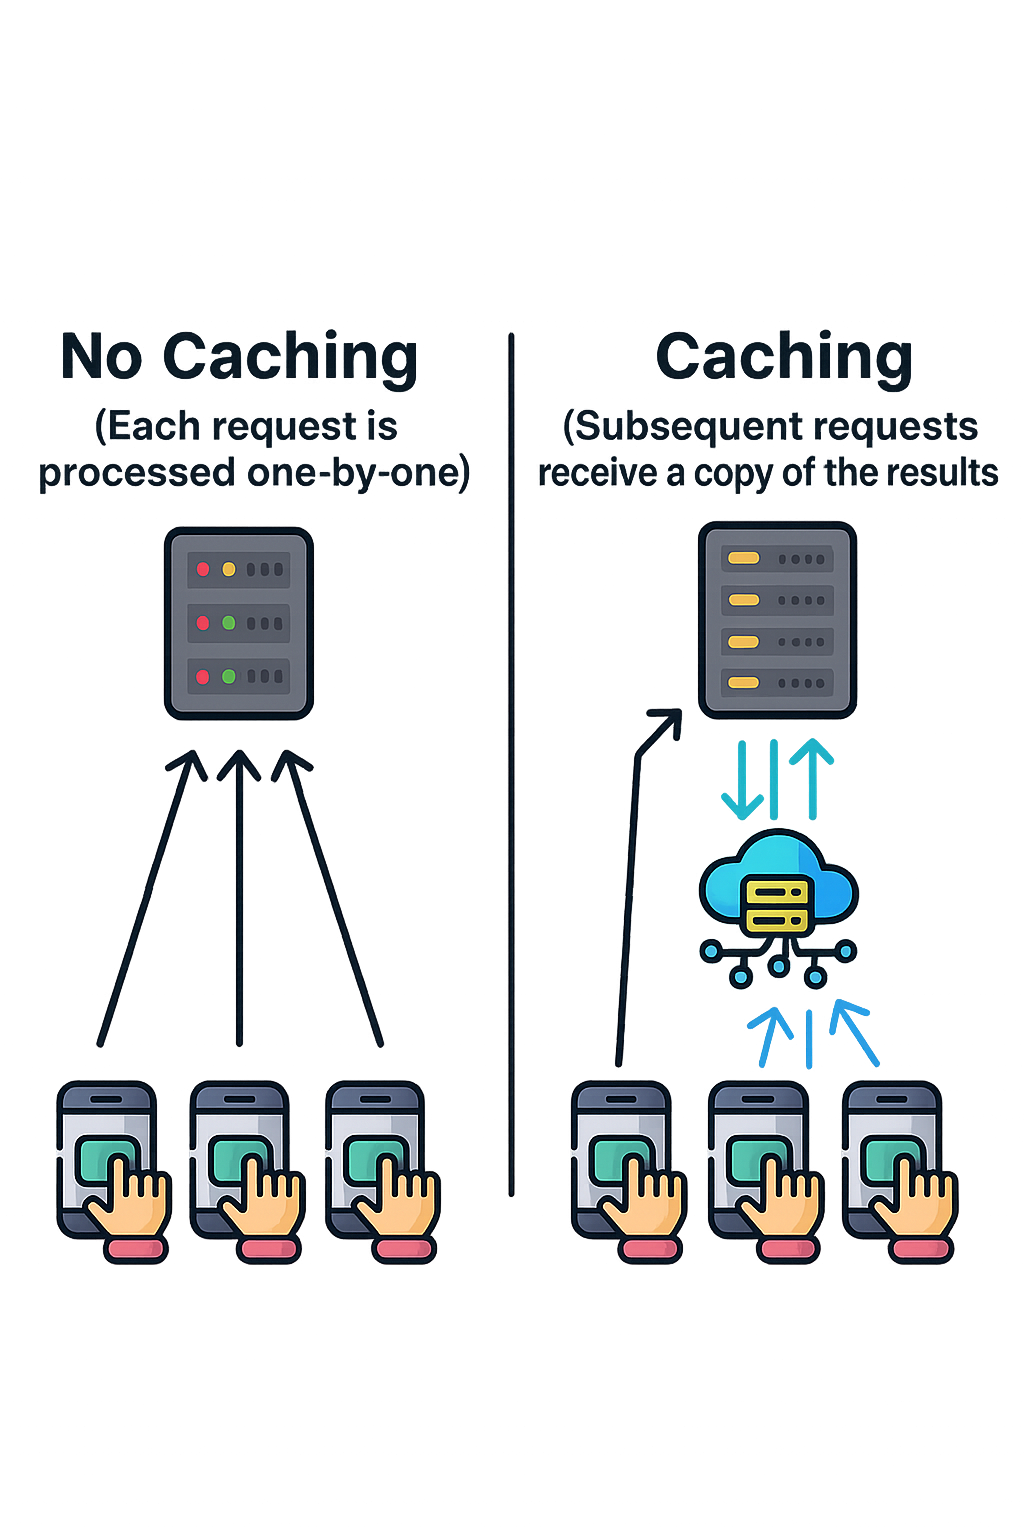 No Caching
(Each request is
processed one-by-one)
Caching
(Subsequent requests
receive a copy of the results